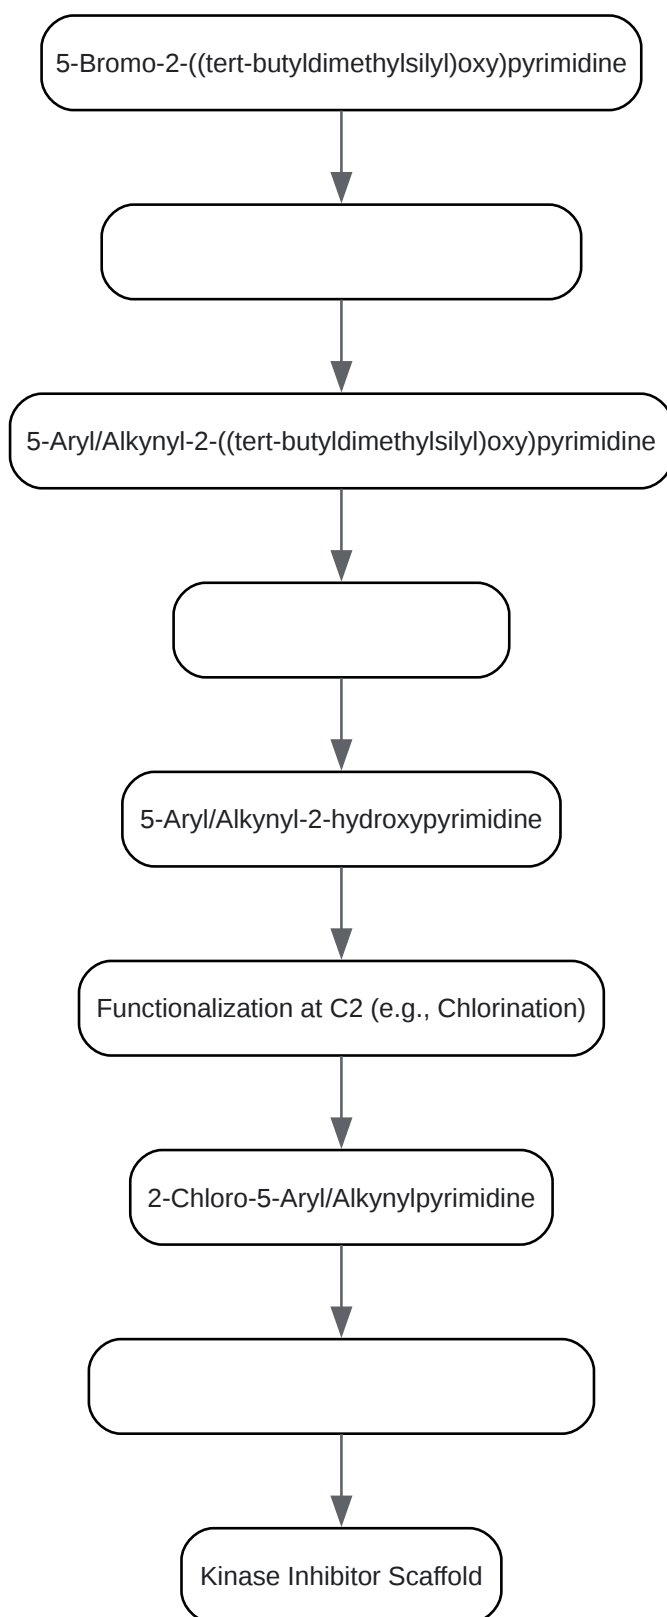 5-Bromo-2-((tert-butyldimethylsilyl)oxy)pyrimidine
5-Aryl/Alkynyl-2-((tert-butyldimethylsilyl)oxy)pyrimidine
5-Aryl/Alkynyl-2-hydroxypyrimidine
Functionalization at C2 (e.g., Chlorination)
2-Chloro-5-Aryl/Alkynylpyrimidine
Kinase Inhibitor Scaffold